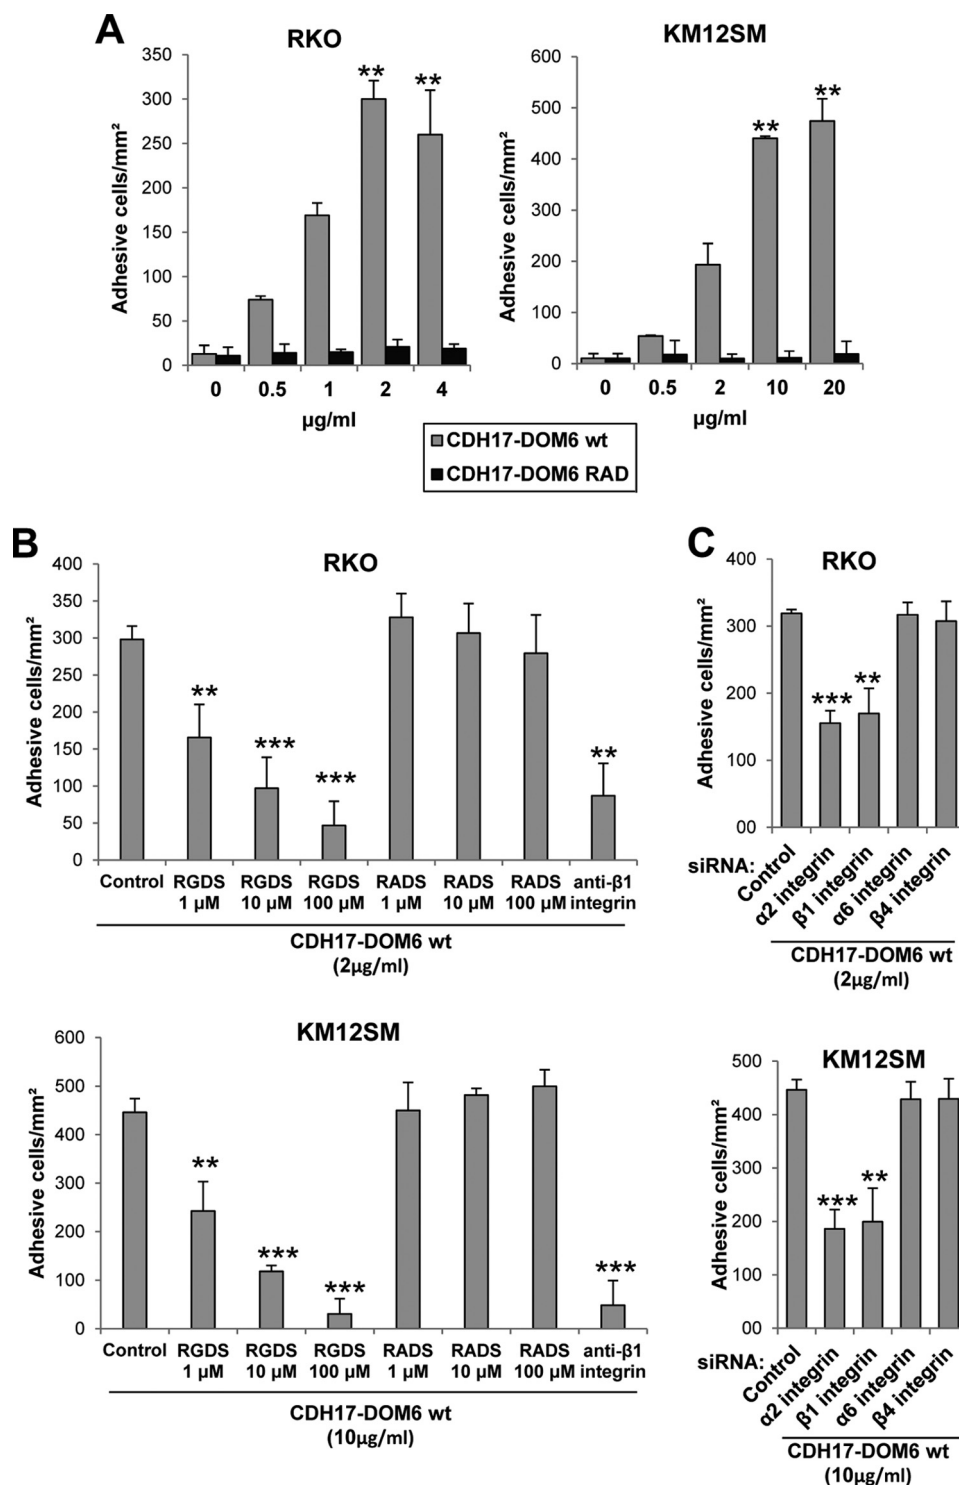 A
RKO
Adhesive cells/mm²
350
300
250
200
150
100
50
0
** **
0 0.5 1 2 4
µg/ml
KM12SM
Adhesive cells/mm²
600
500
400
300
200
100
0
** **
0 0.5 2 10 20
µg/ml
CDH17-DOM6 wt
CDH17-DOM6 RAD
B
RKO
Adhesive cells/mm²
400
350
300
250
200
150
100
50
0
** *** *** **
Control RGDS RGDS RGDS RADS RADS RADS anti-β1
1 µM 10 µM 100 µM 1 µM 10 µM 100 µM integrin
CDH17-DOM6 wt
(2µg/ml)
KM12SM
Adhesive cells/mm²
600
500
400
300
200
100
0
** *** *** ***
Control RGDS RGDS RGDS RADS RADS RADS anti-β1
1 µM 10 µM 100 µM 1 µM 10 µM 100 µM integrin
CDH17-DOM6 wt
(10µg/ml)
C
RKO
Adhesive cells/mm²
400
300
200
100
00
*** **
siRNA:
Control
α2 integrin
β1 integrin
α6 integrin
β4 integrin
CDH17-DOM6 wt
(2µg/ml)
KM12SM
Adhesive cells/mm²
500
400
300
200
100
00
*** **
siRNA:
Control
α2 integrin
β1 integrin
α6 integrin
β4 integrin
CDH17-DOM6 wt
(10µg/ml)